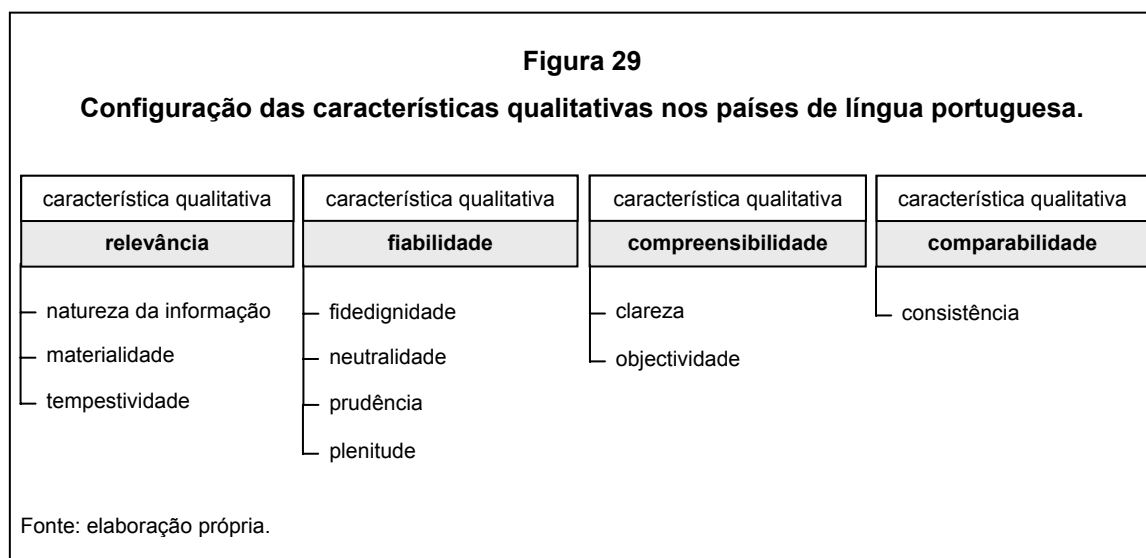 Figura 29
Configuração das características qualitativas nos países de língua portuguesa.
característica qualitativa
relevância
natureza da informação
materialidade
tempestividade
característica qualitativa
fiabilidade
fidedignidade
neutralidade
prudência
plenitude
característica qualitativa
compreensibilidade
clareza
objectividade
característica qualitativa
comparabilidade
consistência
Fonte: elaboração própria.